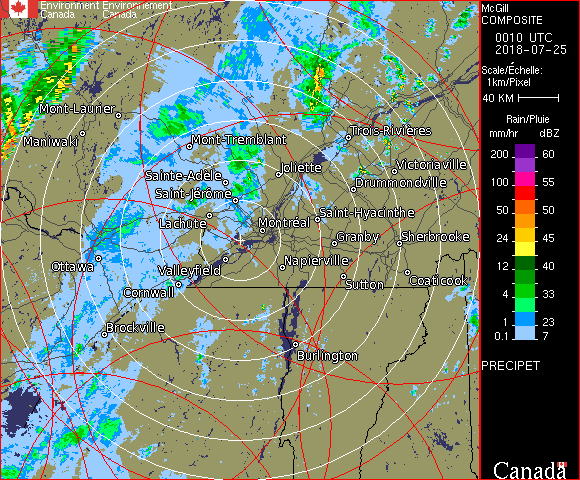 Environment Environnement
Canada Canada
McGill
COMPOSITE
0010 UTC
2018-07-25
Scale/Échelle:
1km/Pixel
40 KM
Rain/Pluie
mm/hr dBZ
200 60
100 55
50 50
24 45
12 40
4 33
1 23
0.1 7
PRECIPET
Canada
Mont-Laurier
Maniwaki
Mont-Tremblant
Trois-Rivières
Sainte-Adèle
Joliette
Victoriaville
Saint-Jérôme
Drummondville
Lachute
Montréal
Saint-Hyacinthe
Granby
Sherbrooke
Ottawa
Valleyfield
Napierville
Cornwall
Sutton
Coaticook
Brockville
Burlington